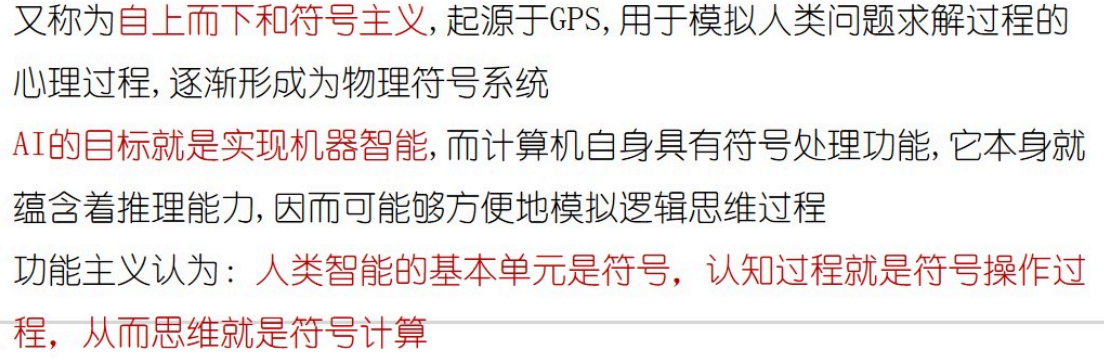 又称为自上而下和符号主义,起源于GPS,用于模拟人类问题求解过程的
心理过程,逐渐形成为物理符号系统
AI的目标就是实现机器智能,而计算机自身具有符号处理功能,它本身就
蕴含着推理能力,因而可能够方便地模拟逻辑思维过程
功能主义认为: 人类智能的基本单元是符号，认知过程就是符号操作过
程，从而思维就是符号计算